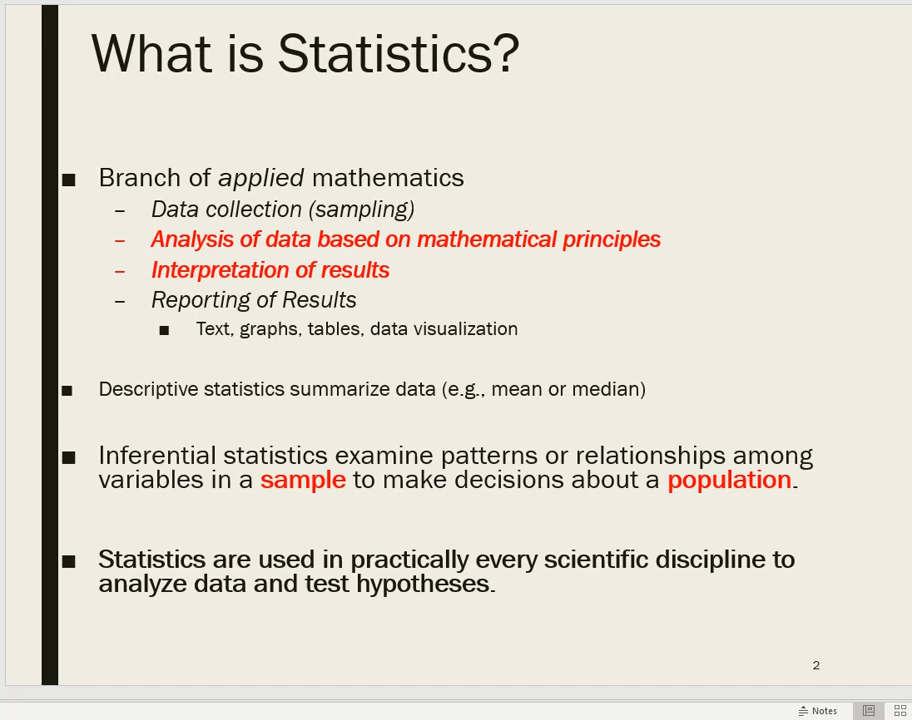 What is Statistics?
■ Branch of applied mathematics
– Data collection (sampling)
– Analysis of data based on mathematical principles
– Interpretation of results
– Reporting of Results
■ Text, graphs, tables, data visualization
■ Descriptive statistics summarize data (e.g., mean or median)
■ Inferential statistics examine patterns or relationships among
variables in a sample to make decisions about a population.
■ Statistics are used in practically every scientific discipline to
analyze data and test hypotheses.
2
Notes